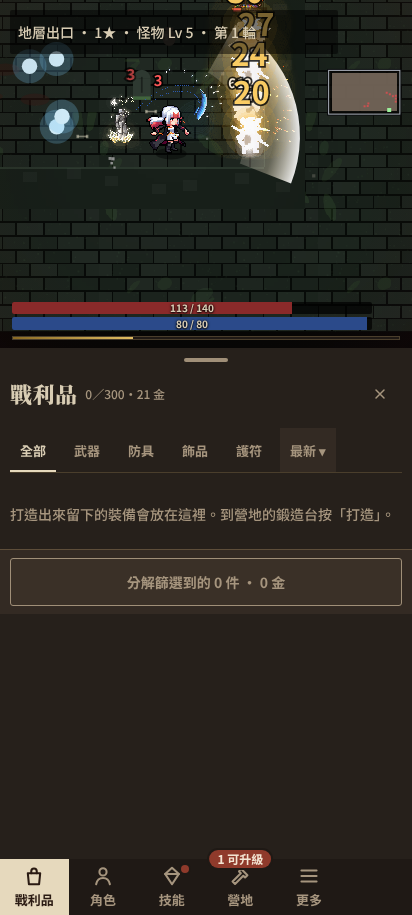 27
地層出口 · 1★ · 怪物 Lv 5 · 第 1 輪
24
3
3
20
113 / 140
80 / 80
戰利品 0／300・21 金 ×
全部 武器 防具 飾品 護符 最新 ▾
打造出來留下的裝備會放在這裡。到營地的鍛造台按「打造」。
分解篩選到的 0 件 · 0 金
1 可升級
戰利品 角色 技能 營地 更多